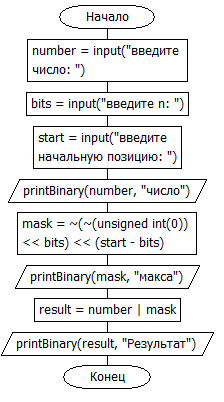 Начало
number = input("введите
число: ")
bits = input("введите n: ")
start = input("введите
начальную позицию: ")
printBinary(number, "число")
mask = ~(~(unsigned int(0))
<< bits) << (start - bits)
printBinary(mask, "макса")
result = number | mask
printBinary(result, "Результат")
Конец